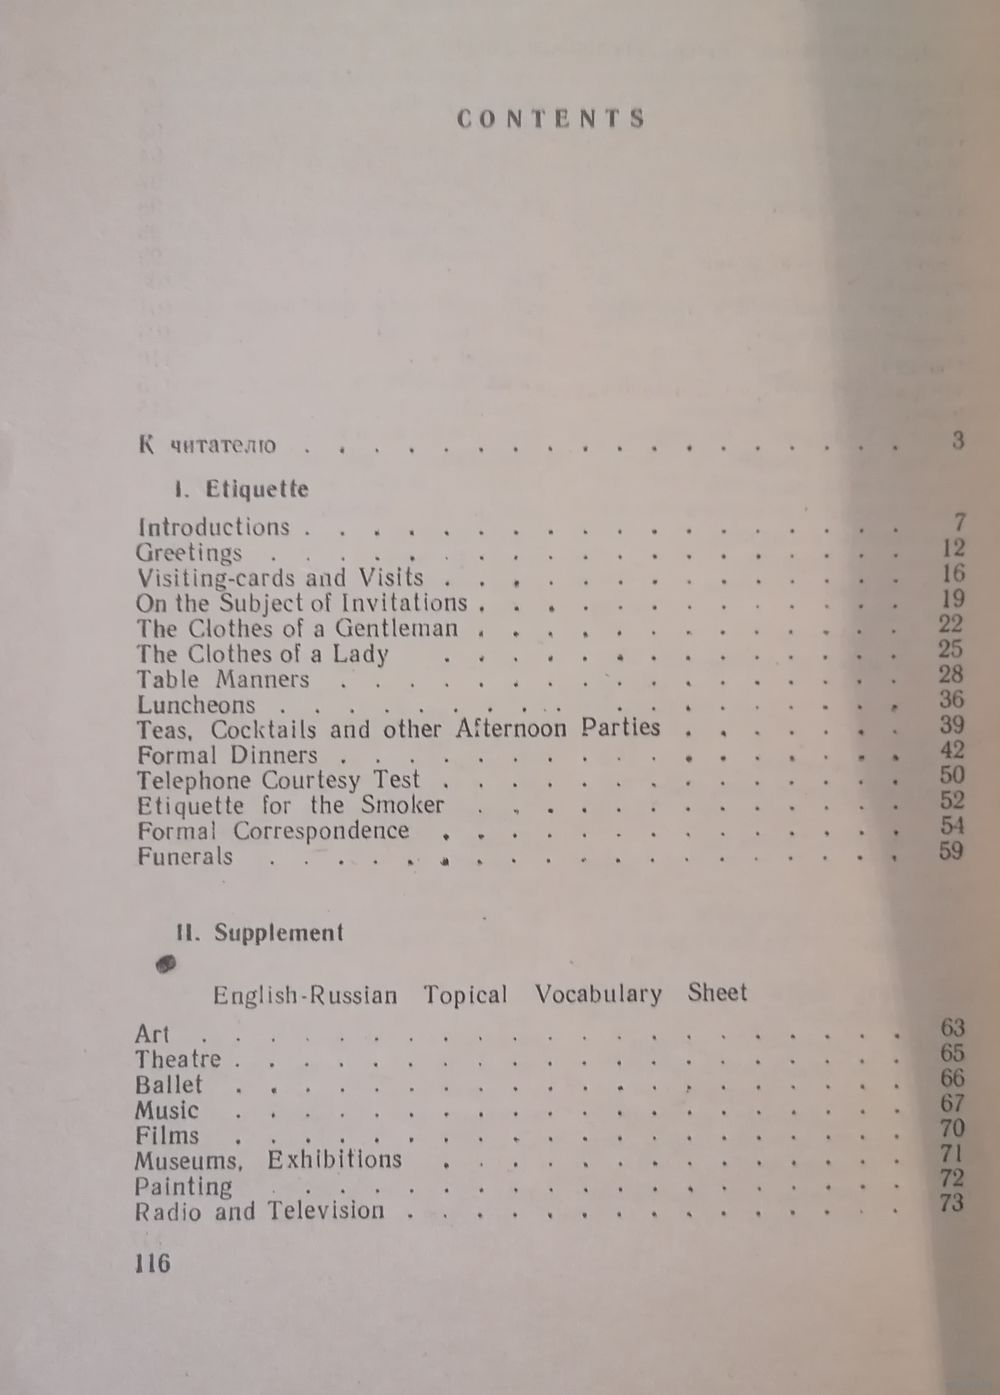 CONTENTS
К читателю . . . . . . . . . . . . . . . . . . 3
I. Etiquette
Introductions . . . . . . . . . . . . . . . . . . 7
Greetings . . . . . . . . . . . . . . . . . . . 12
Visiting-cards and Visits . . . . . . . . . . . . . . 16
On the Subject of Invitations . . . . . . . . . . . . . 19
The Clothes of a Gentleman . . . . . . . . . . . . . 22
The Clothes of a Lady . . . . . . . . . . . . . . 25
Table Manners . . . . . . . . . . . . . . . . . 28
Luncheons . . . . . . . . . . . . . . . . . . 36
Teas, Cocktails and other Afternoon Parties . . . . . . . 39
Formal Dinners . . . . . . . . . . . . . . . . . 42
Telephone Courtesy Test . . . . . . . . . . . . . . 50
Etiquette for the Smoker . . . . . . . . . . . . . 52
Formal Correspondence . . . . . . . . . . . . . . 54
Funerals . . . . . . . . . . . . . . . . . . . 59
II. Supplement
English-Russian Topical Vocabulary Sheet
Art . . . . . . . . . . . . . . . . . . . . . 63
Theatre . . . . . . . . . . . . . . . . . . . . 65
Ballet . . . . . . . . . . . . . . . . . . . . 66
Music . . . . . . . . . . . . . . . . . . . . 67
Films . . . . . . . . . . . . . . . . . . . . 70
Museums, Exhibitions . . . . . . . . . . . . . . 71
Painting . . . . . . . . . . . . . . . . . . . 72
Radio and Television . . . . . . . . . . . . . . . 73
116